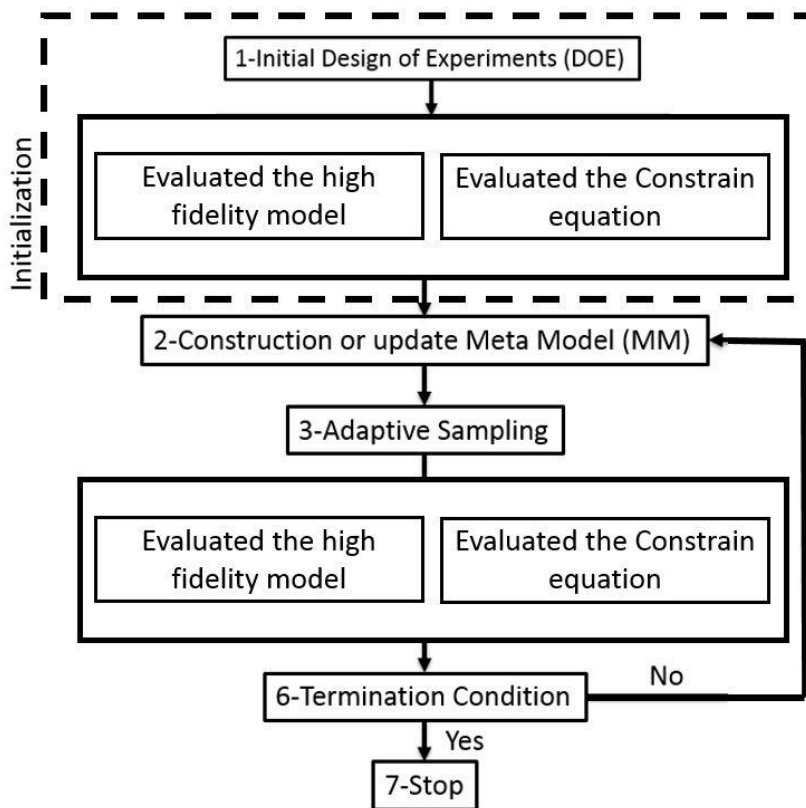 1-Initial Design of Experiments (DOE)
Initialization
Evaluated the high
fidelity model
Evaluated the Constrain
equation
2-Construction or update Meta Model (MM)
3-Adaptive Sampling
Evaluated the high
fidelity model
Evaluated the Constrain
equation
6-Termination Condition
No
Yes
7-Stop